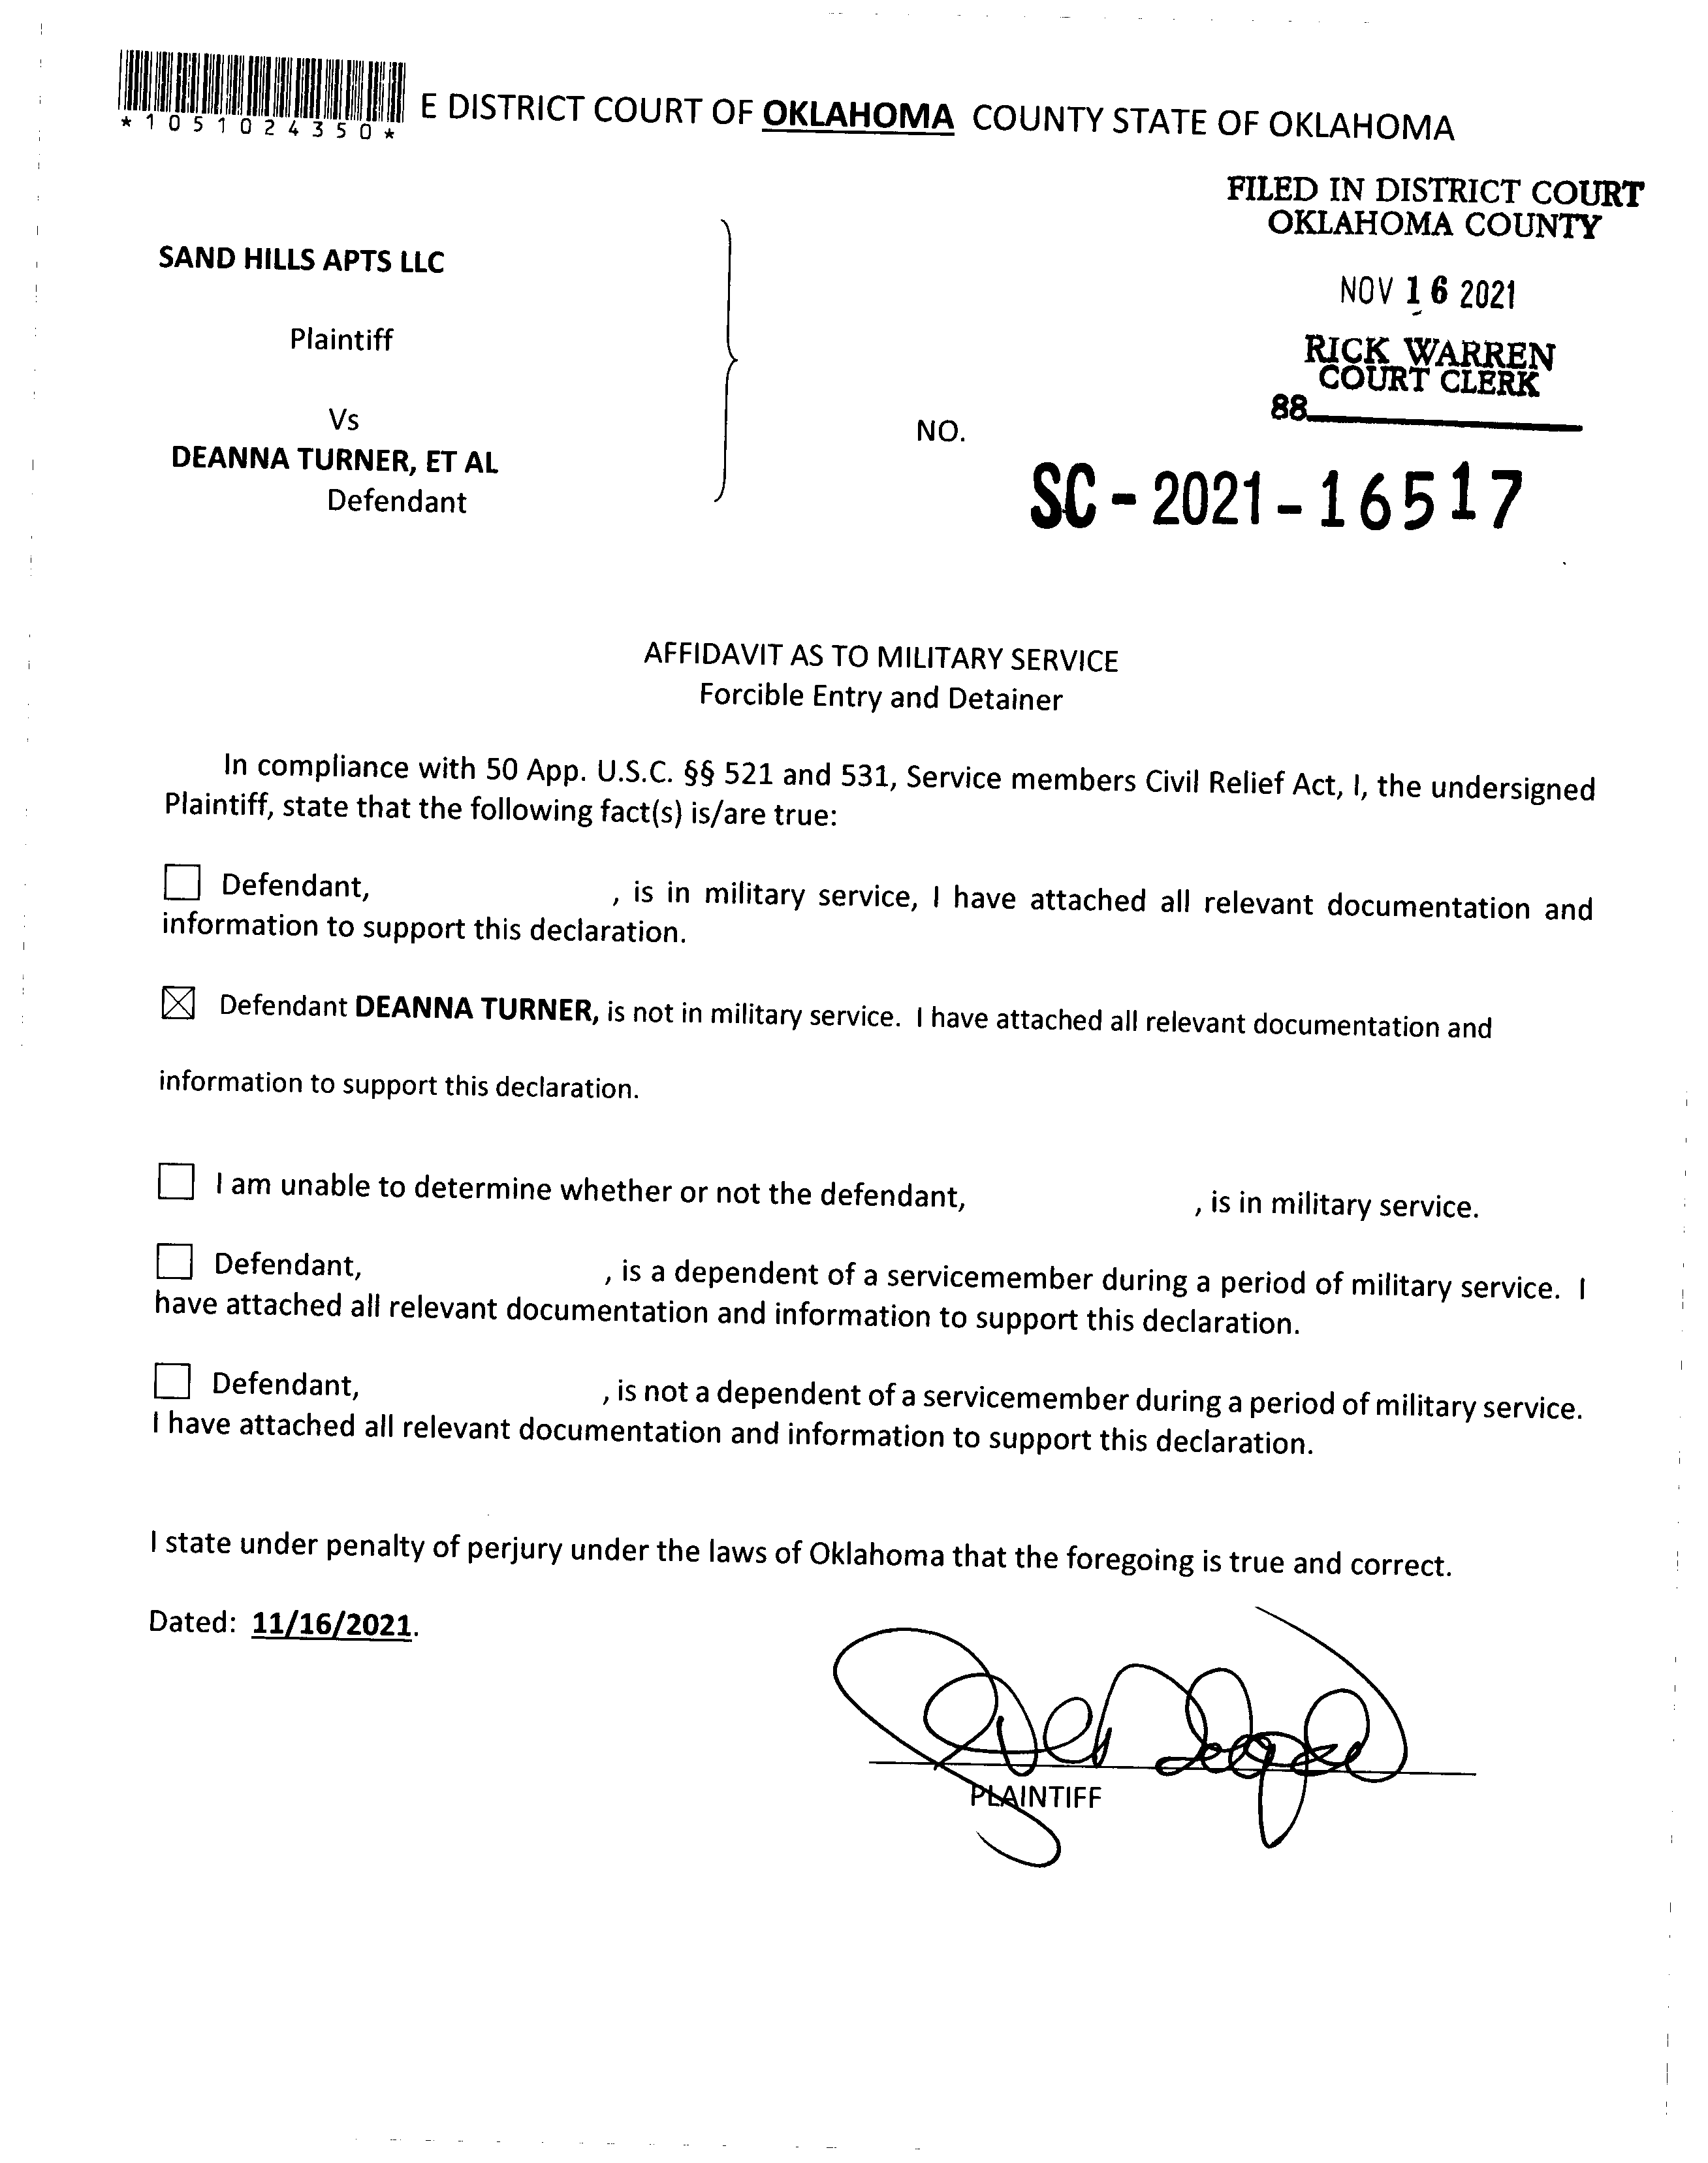 *1051024350*
E DISTRICT COURT OF OKLAHOMA COUNTY STATE OF OKLAHOMA
FILED IN DISTRICT COURT
OKLAHOMA COUNTY
SAND HILLS APTS LLC
NOV 16 2021
Plaintiff
RICK WARREN
COURT CLERK
88
Vs
NO.
DEANNA TURNER, ET AL
Defendant
SC-2021-16517
AFFIDAVIT AS TO MILITARY SERVICE
Forcible Entry and Detainer
In compliance with 50 App. U.S.C. §§ 521 and 531, Service members Civil Relief Act, I, the undersigned
Plaintiff, state that the following fact(s) is/are true:
Defendant, , is in military service, I have attached all relevant documentation and
information to support this declaration.
Defendant DEANNA TURNER, is not in military service. I have attached all relevant documentation and
information to support this declaration.
I am unable to determine whether or not the defendant, , is in military service.
Defendant, , is a dependent of a servicemember during a period of military service. I
have attached all relevant documentation and information to support this declaration.
Defendant, , is not a dependent of a servicemember during a period of military service.
I have attached all relevant documentation and information to support this declaration.
I state under penalty of perjury under the laws of Oklahoma that the foregoing is true and correct.
Dated: 11/16/2021.
PLAINTIFF